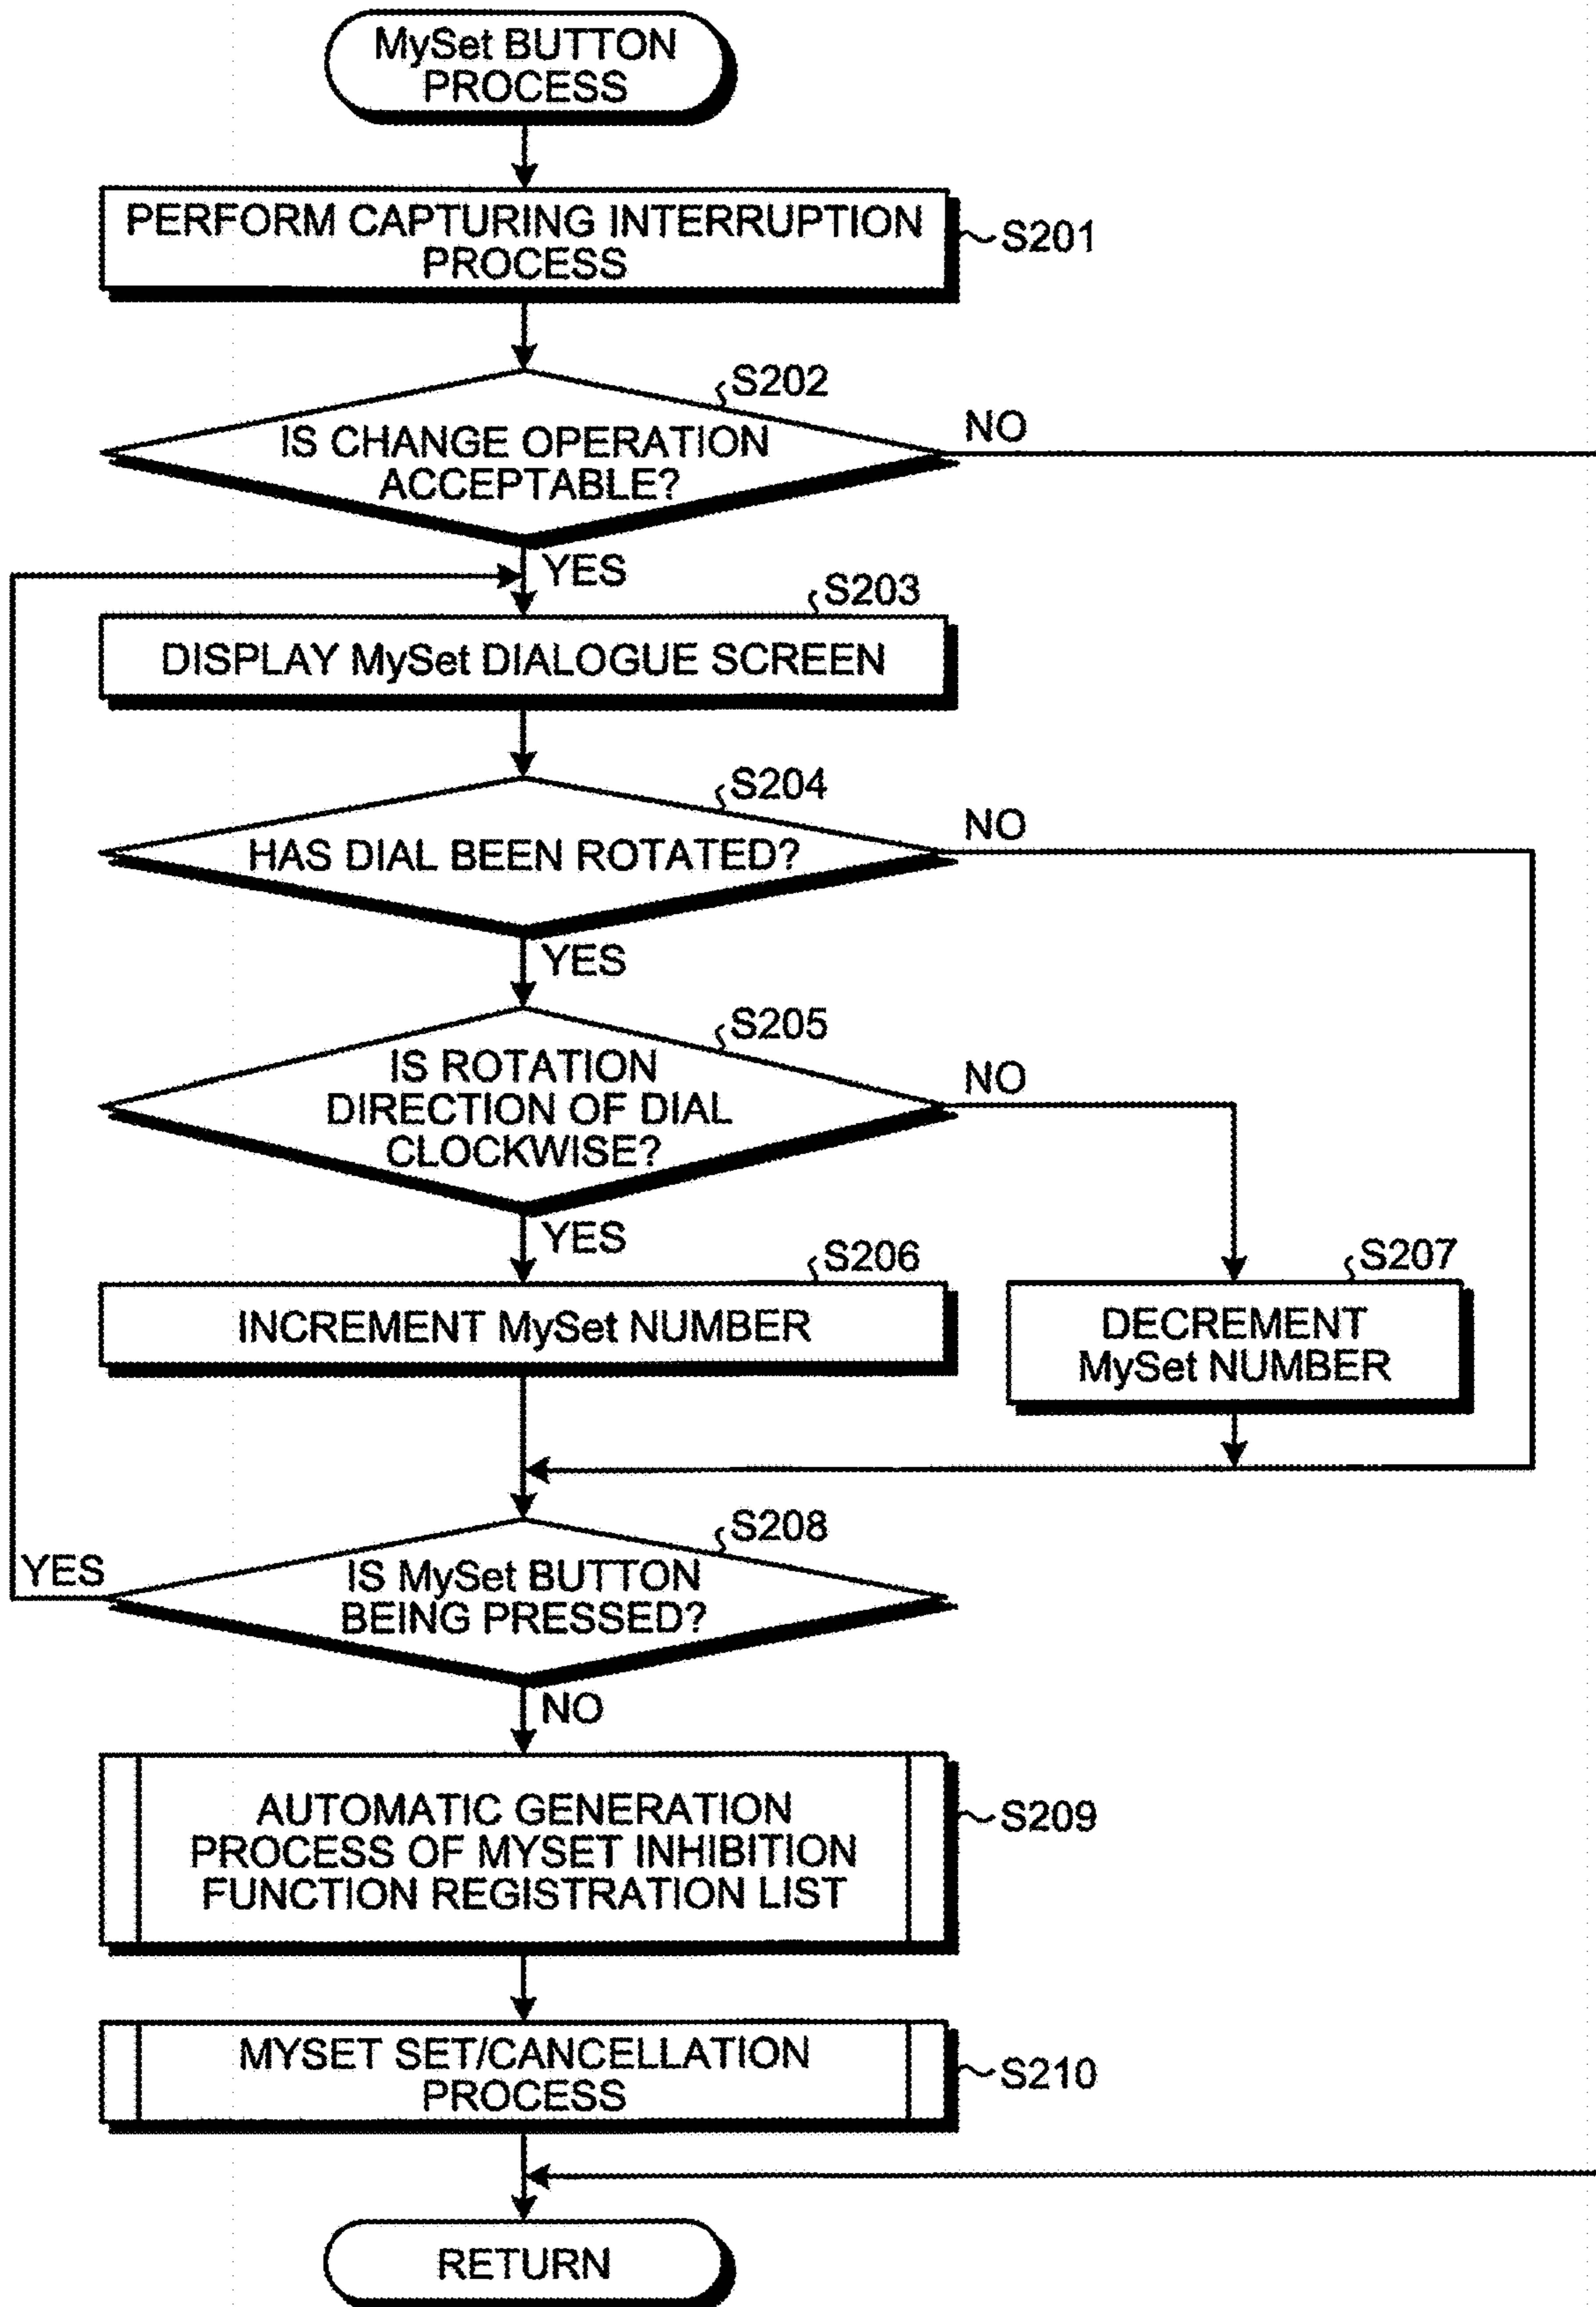 MySet BUTTON
PROCESS
PERFORM CAPTURING INTERRUPTION
PROCESS
S201
S202
IS CHANGE OPERATION
ACCEPTABLE?
NO
YES
S203
DISPLAY MySet DIALOGUE SCREEN
S204
HAS DIAL BEEN ROTATED?
NO
YES
S205
IS ROTATION
DIRECTION OF DIAL
CLOCKWISE?
NO
YES
S206
INCREMENT MySet NUMBER
S207
DECREMENT
MySet NUMBER
S208
IS MySet BUTTON
BEING PRESSED?
YES
NO
AUTOMATIC GENERATION
PROCESS OF MYSET INHIBITION
FUNCTION REGISTRATION LIST
S209
MYSET SET/CANCELLATION
PROCESS
S210
RETURN